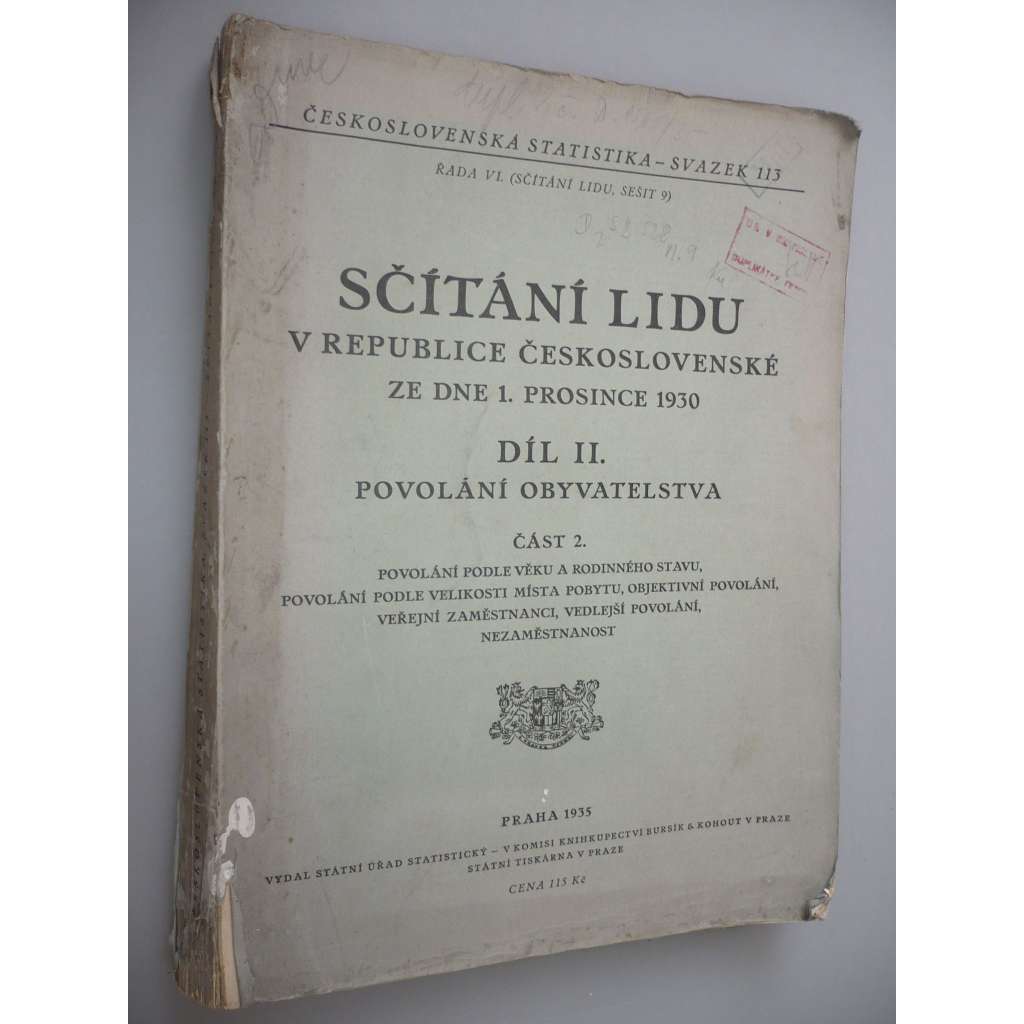 ČESKOSLOVENSKÁ STATISTIKA – SVAZEK 113
ŘADA VI. (SČÍTÁNÍ LIDU, SEŠIT 9)
n. 9
SČÍTÁNÍ LIDU
V REPUBLICE ČESKOSLOVENSKÉ
ZE DNE 1. PROSINCE 1930
DÍL II.
POVOLÁNÍ OBYVATELSTVA
ČÁST 2.
POVOLÁNÍ PODLE VĚKU A RODINNÉHO STAVU,
POVOLÁNÍ PODLE VELIKOSTI MÍSTA POBYTU, OBJEKTIVNÍ POVOLÁNÍ,
VEŘEJNÍ ZAMĚSTNANCI, VEDLEJŠÍ POVOLÁNÍ,
NEZAMĚSTNANOST
PRAHA 1935
VYDAL STÁTNÍ ÚŘAD STATISTICKÝ – V KOMISI KNIHKUPECTVÍ BURSÍK & KOHOUT V PRAZE
STÁTNÍ TISKÁRNA V PRAZE
CENA 115 Kč
ČESKOSLOVENSKÁ STATISTIKA